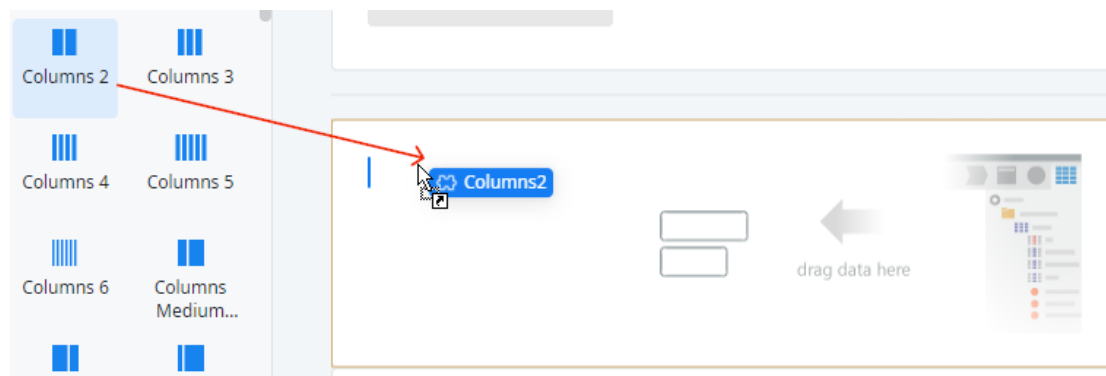 Columns 2
Columns 3
Columns 4
Columns 5
Columns 6
Columns
Medium...
Columns2
drag data here